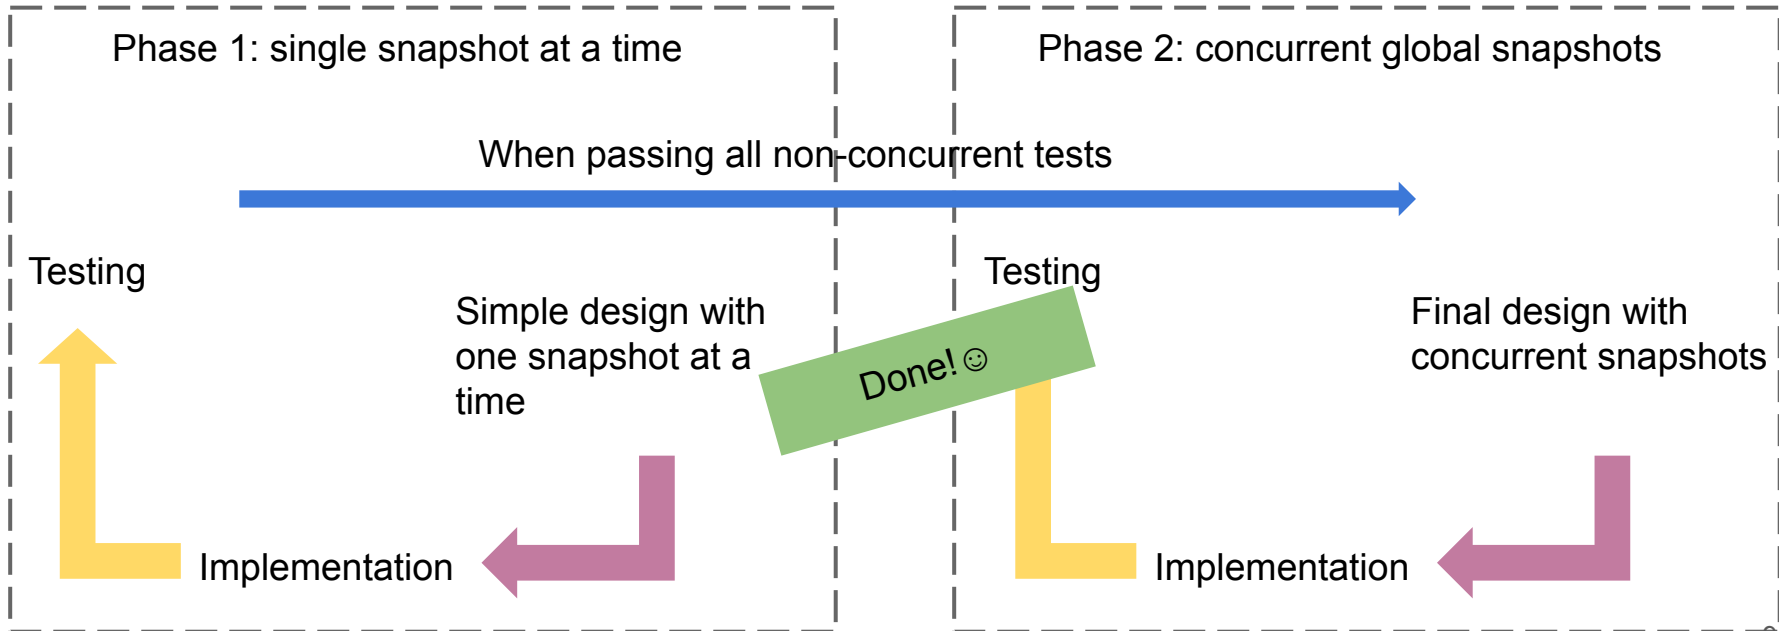 Phase 1: single snapshot at a time
Phase 2: concurrent global snapshots
When passing all non-concurrent tests
Testing
Simple design with
one snapshot at a
time
Implementation
Done!☺
Testing
Final design with
concurrent snapshots
Implementation